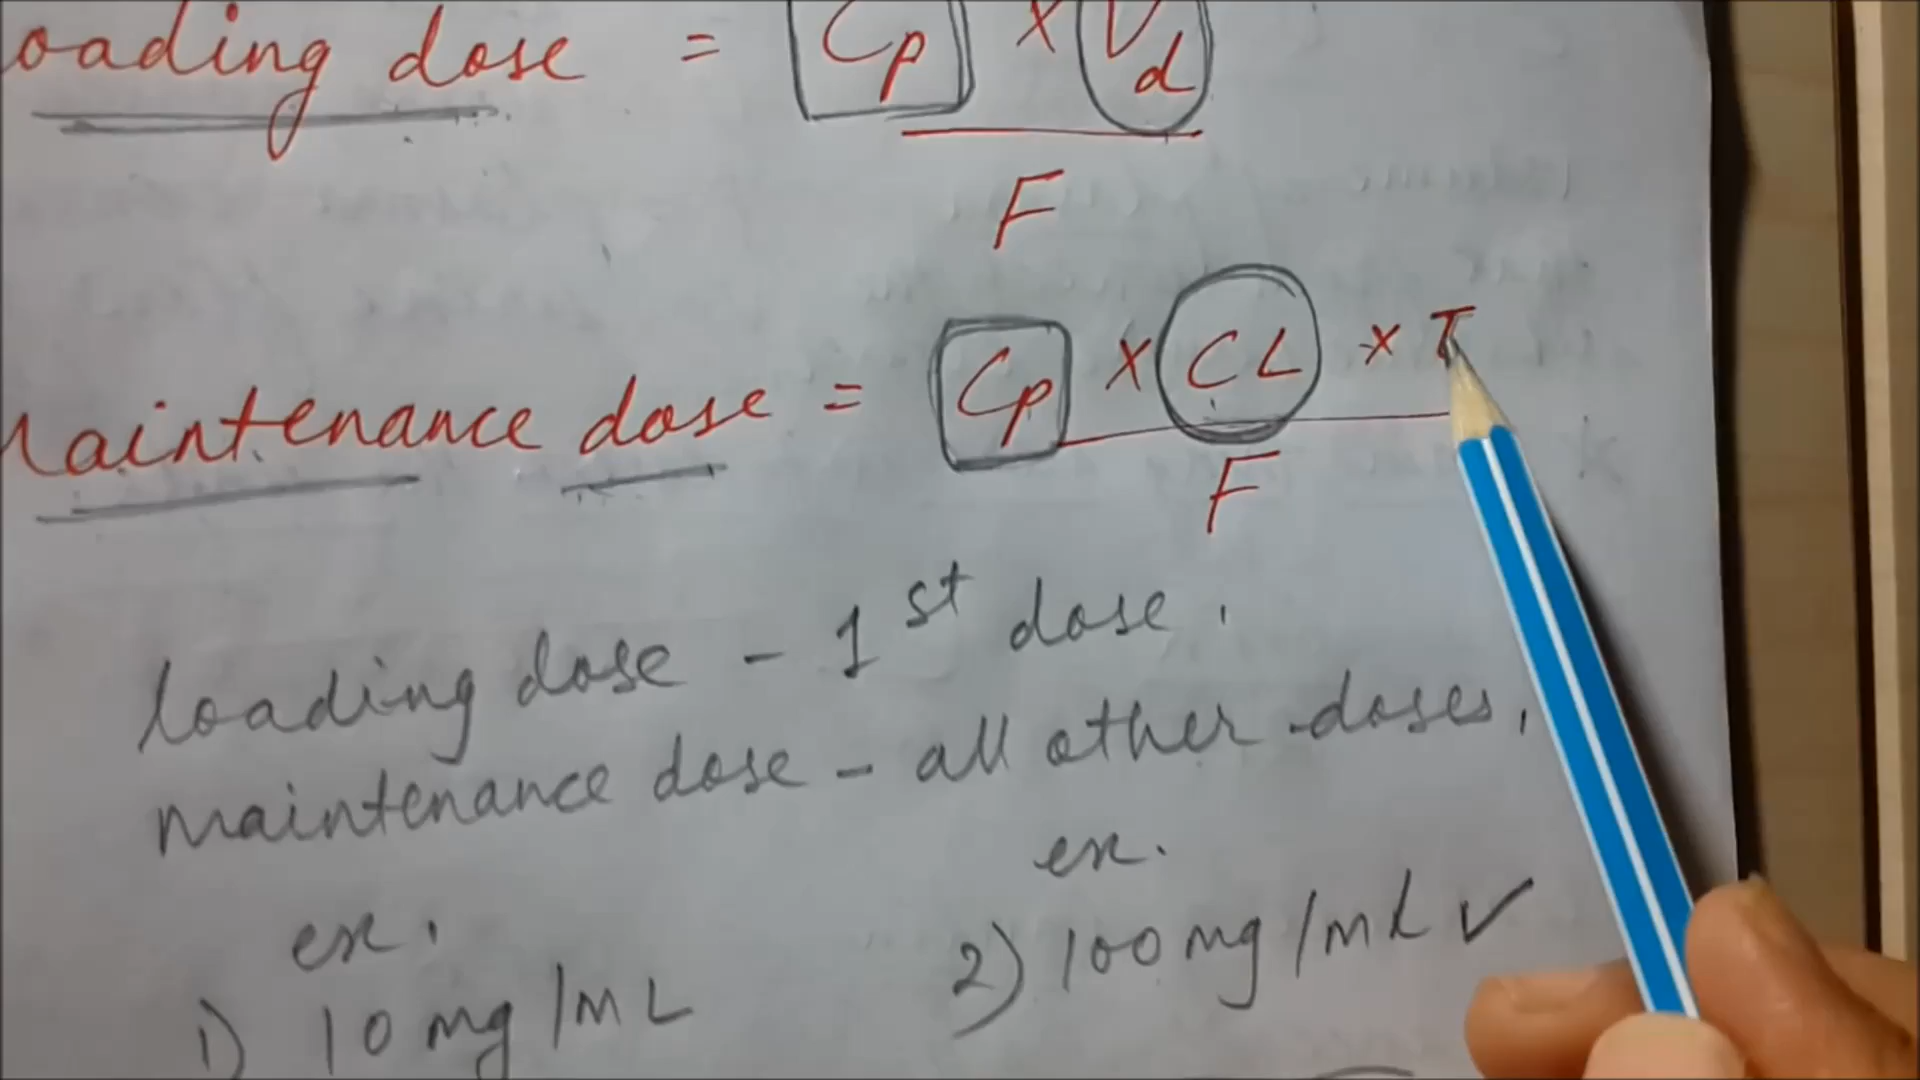 oading dose = Cp x Vd
F
Maintenance dose = Cp x CL x T
F
loading dose - 1st dose.
maintenance dose - all other doses.
ex.
ex.
2) 100 mg/mL ✓
1) 10 mg/mL